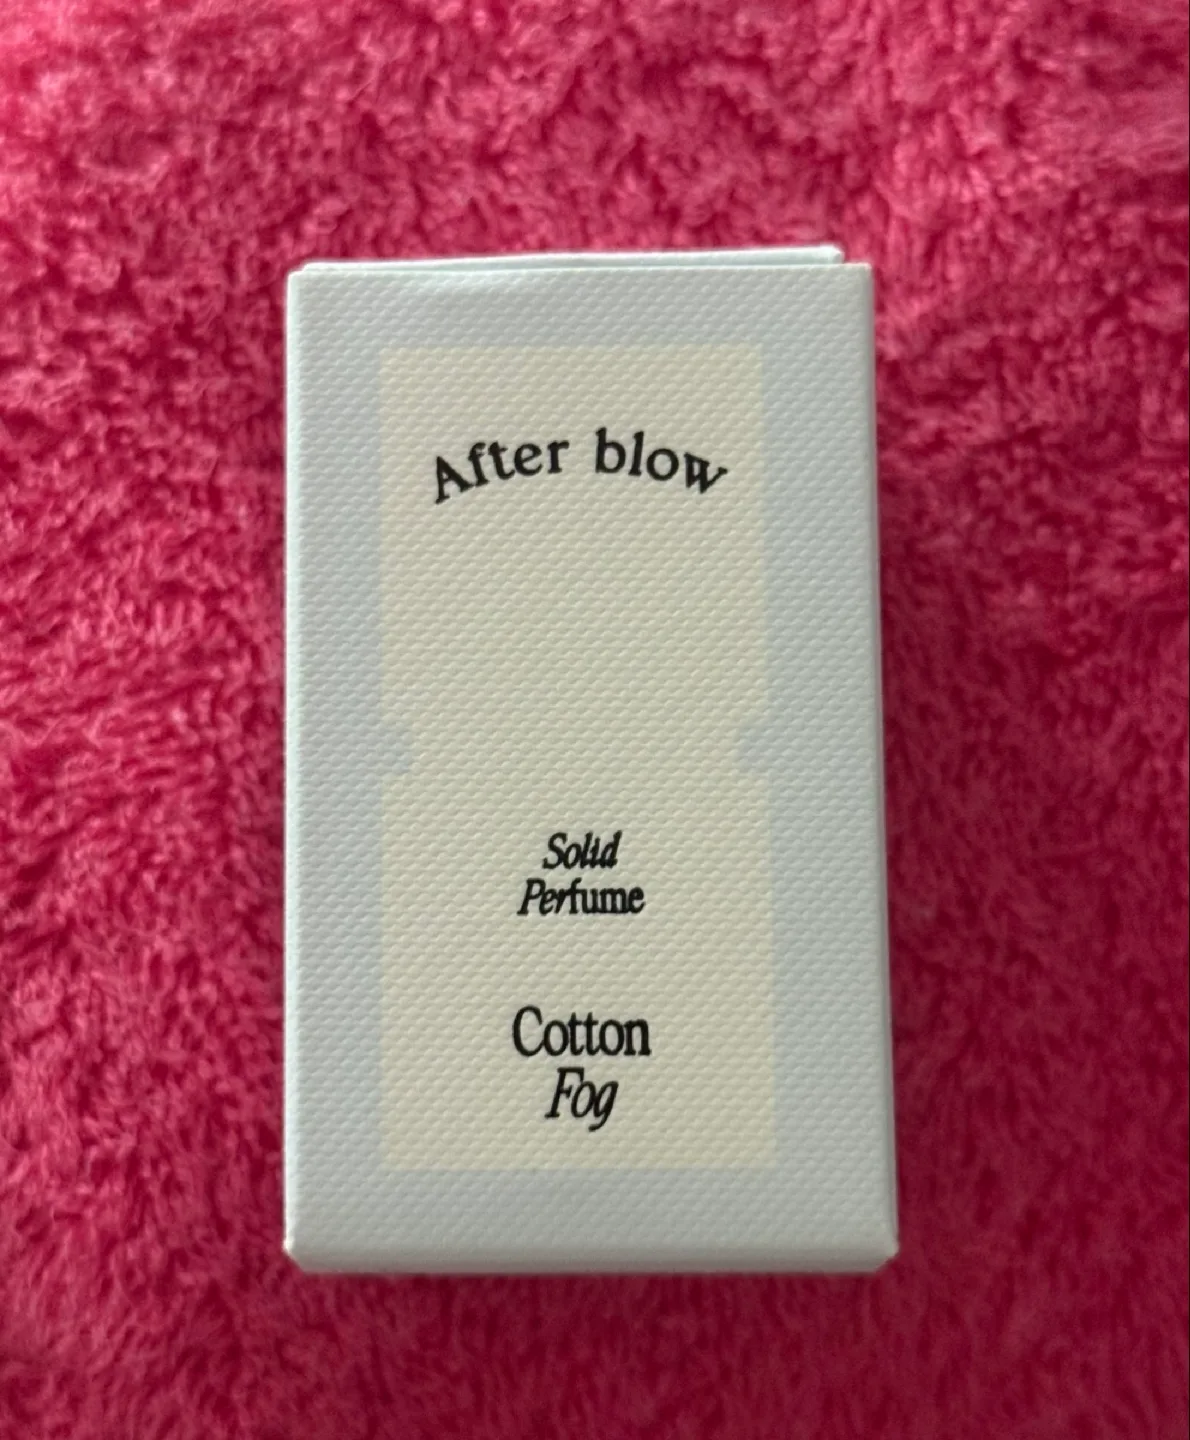 After blow
Solid
Perfume
Cotton
Fog